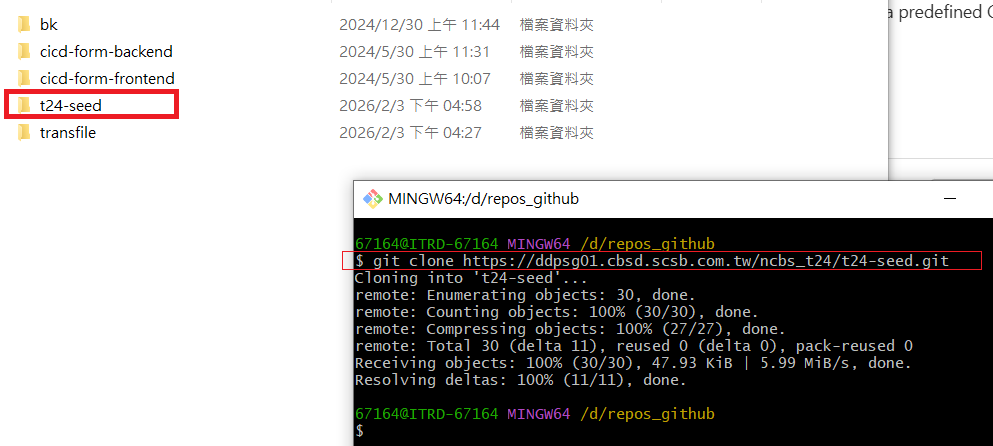 a predefined
bk 2024/12/30 上午 11:44 檔案資料夾
cicd-form-backend 2024/5/30 上午 11:31 檔案資料夾
cicd-form-frontend 2024/5/30 上午 10:07 檔案資料夾
t24-seed 2026/2/3 下午 04:58 檔案資料夾
transfile 2026/2/3 下午 04:27 檔案資料夾
MINGW64:/d/repos_github
67164@ITRD-67164 MINGW64 /d/repos_github
$ git clone https://ddpsg01.cbsd.scsb.com.tw/ncbs_t24/t24-seed.git
Cloning into 't24-seed'...
remote: Enumerating objects: 30, done.
remote: Counting objects: 100% (30/30), done.
remote: Compressing objects: 100% (27/27), done.
remote: Total 30 (delta 11), reused 0 (delta 0), pack-reused 0
Receiving objects: 100% (30/30), 47.93 KiB | 5.99 MiB/s, done.
Resolving deltas: 100% (11/11), done.
67164@ITRD-67164 MINGW64 /d/repos_github
$